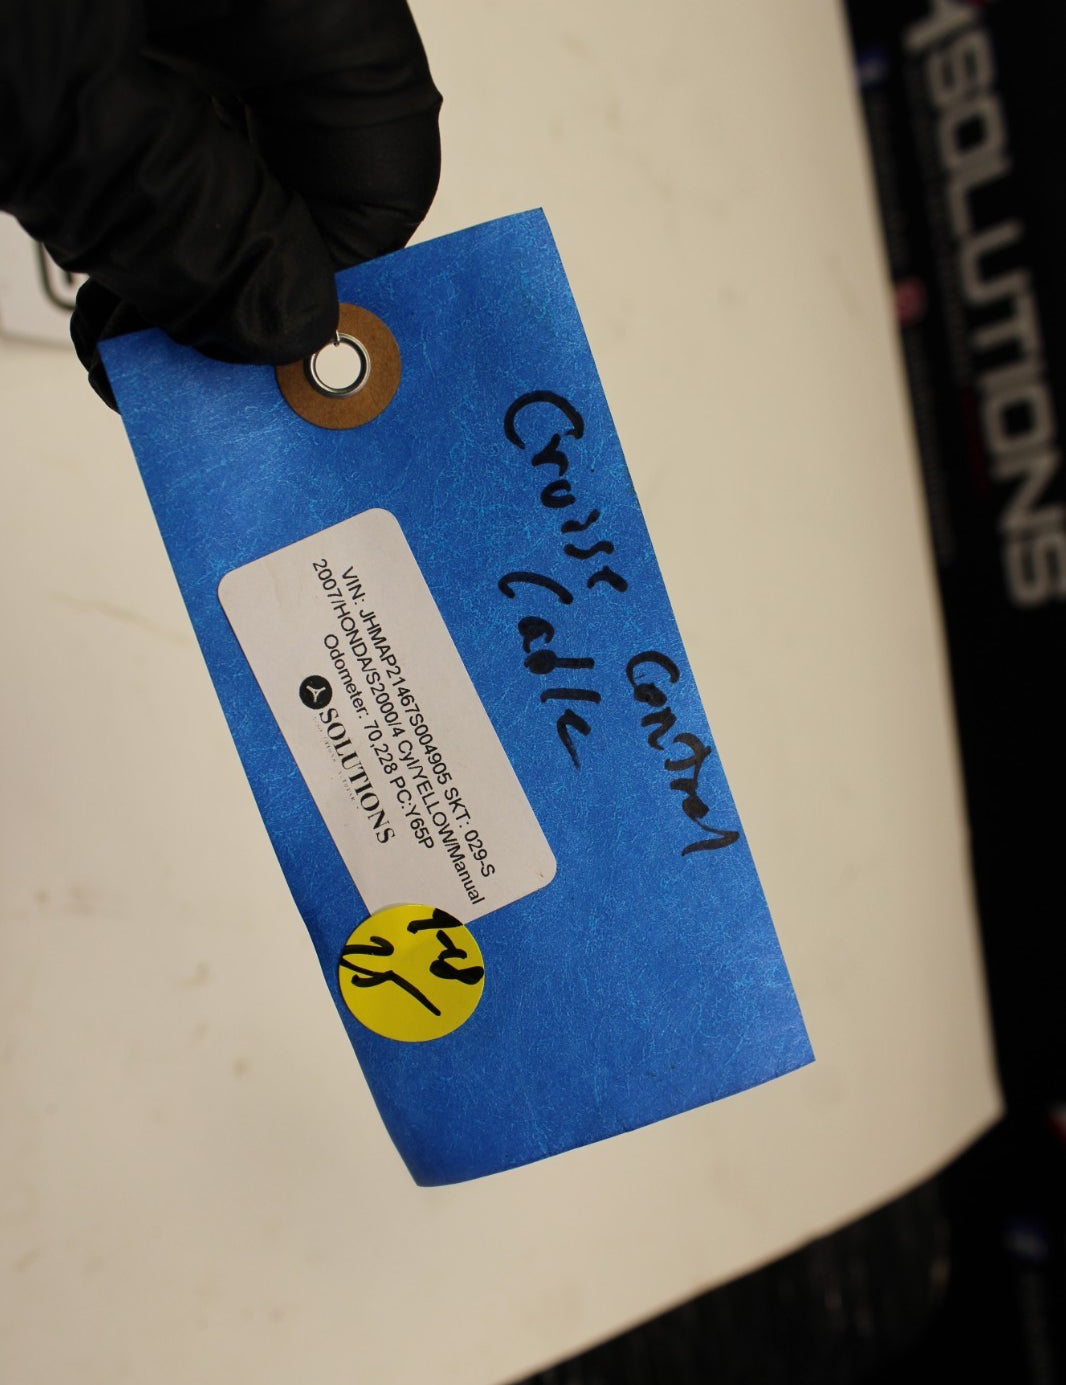 Cruise Control
Cable
VIN: JHMAP21467S004905 SKT: 029-S
2007/HONDA/S2000/4 Cyl/YELLOW/Manual
Odometer: 70,228 PC:Y65P
SOLUTIONS
SOLUTIONS